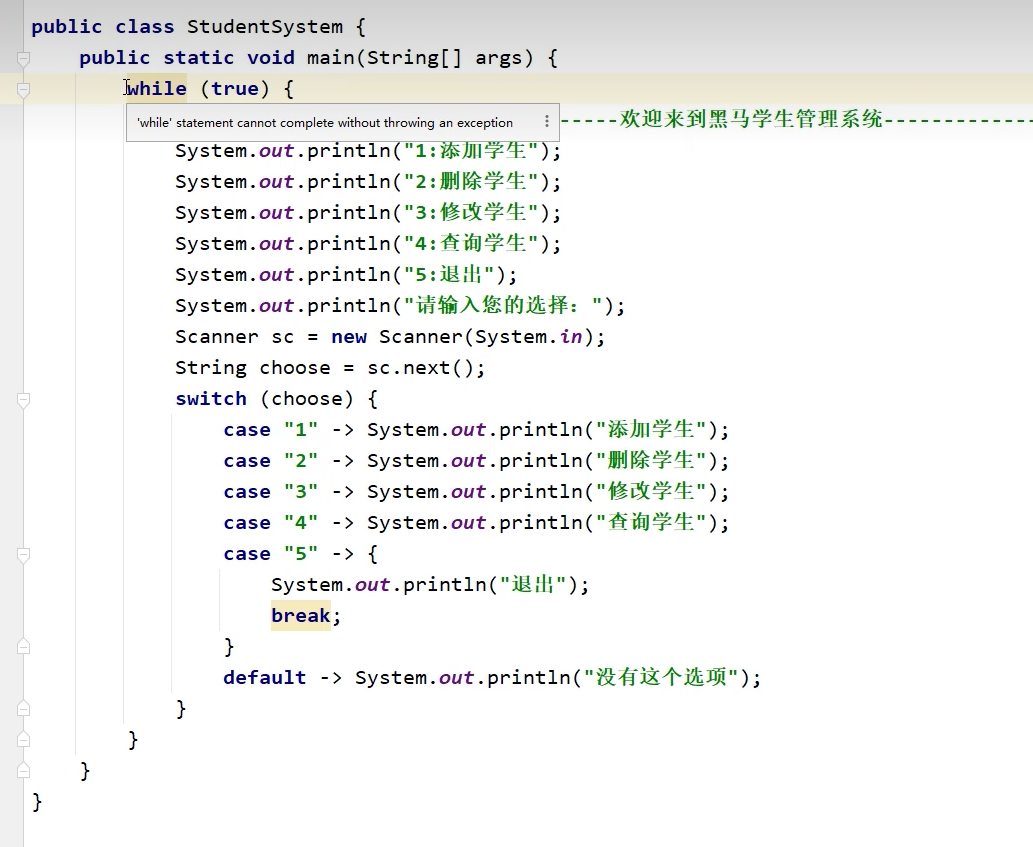 public class StudentSystem {
public static void main(String[] args) {
while (true) {
'while' statement cannot complete without throwing an exception
-----欢迎来到黑马学生管理系统-------------
System.out.println("1:添加学生");
System.out.println("2:删除学生");
System.out.println("3:修改学生");
System.out.println("4:查询学生");
System.out.println("5:退出");
System.out.println("请输入您的选择：");
Scanner sc = new Scanner(System.in);
String choose = sc.next();
switch (choose) {
case "1" -> System.out.println("添加学生");
case "2" -> System.out.println("删除学生");
case "3" -> System.out.println("修改学生");
case "4" -> System.out.println("查询学生");
case "5" -> {
System.out.println("退出");
break;
}
default -> System.out.println("没有这个选项");
}
}
}
}